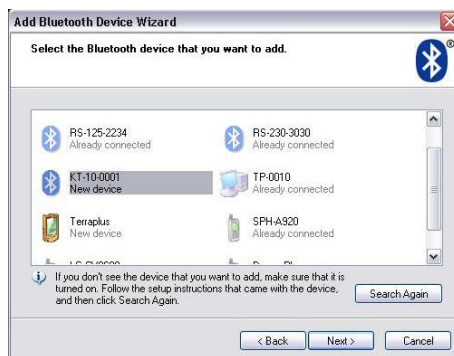 Add Bluetooth Device Wizard
Select the Bluetooth device that you want to add.
RS-125-2234
Already connected
RS-230-3030
Already connected
KT-10-0001
New device
TP-0010
Already connected
Terraplus
New device
SPH-A920
Already connected
If you don't see the device that you want to add, make sure that it is
turned on. Follow the setup instructions that came with the device,
and then click Search Again.
Search Again
< Back
Next >
Cancel